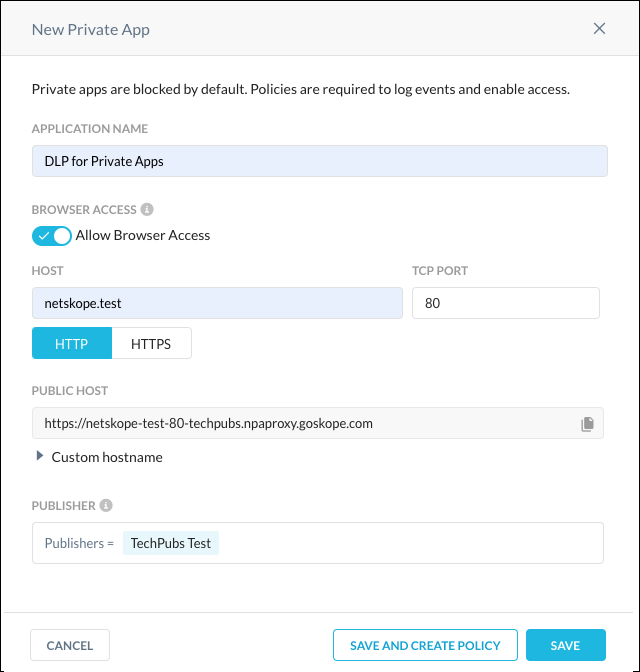 New Private App
Private apps are blocked by default. Policies are required to log events and enable access.
APPLICATION NAME
DLP for Private Apps
BROWSER ACCESS
Allow Browser Access
HOST
TCP PORT
netskope.test
80
HTTP
HTTPS
PUBLIC HOST
https://netskope-test-80-techpubs.npaproxy.goskope.com
Custom hostname
PUBLISHER
Publishers = TechPubs Test
CANCEL
SAVE AND CREATE POLICY
SAVE